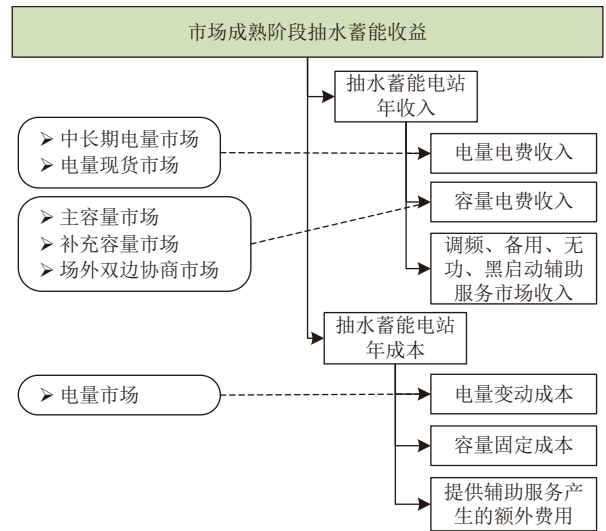 市场成熟阶段抽水蓄能收益
抽水蓄能电站
年收入
➢ 中长期电量市场
➢ 电量现货市场
电量电费收入
➢ 主容量市场
➢ 补充容量市场
➢ 场外双边协商市场
容量电费收入
调频、备用、无
功、黑启动辅助
服务市场收入
抽水蓄能电站
年成本
➢ 电量市场
电量变动成本
容量固定成本
提供辅助服务产
生的额外费用